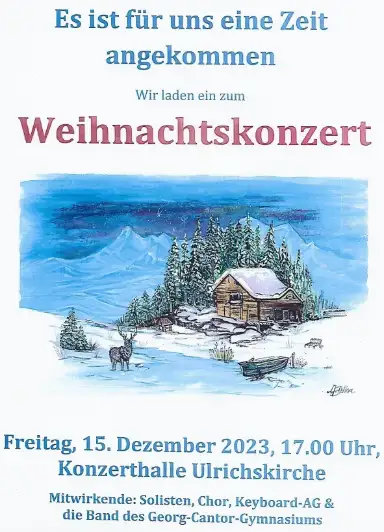 Es ist für uns eine Zeit
angekommen
Wir laden ein zum
Weihnachtskonzert
Freitag, 15. Dezember 2023, 17.00 Uhr,
Konzerthalle Ulrichskirche
Mitwirkende: Solisten, Chor, Keyboard-AG &
die Band des Georg-Cantor-Gymnasiums